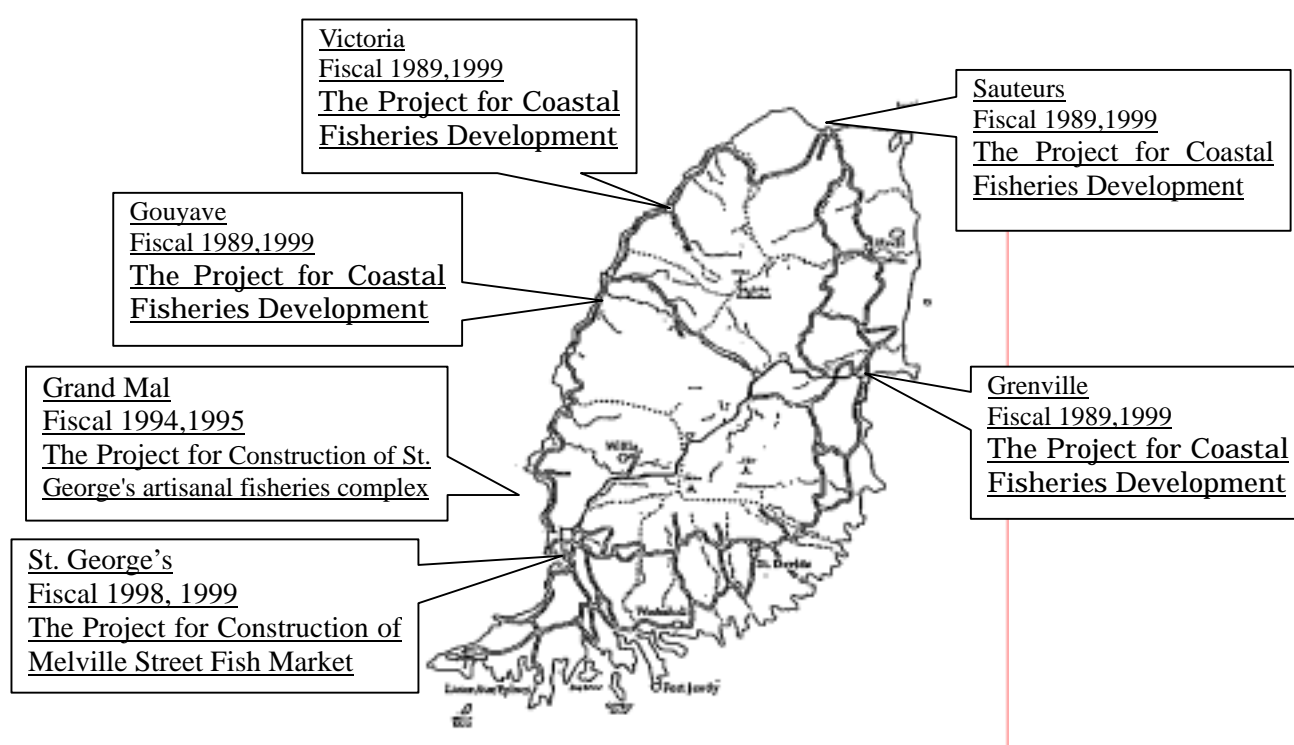 Victoria
Fiscal 1989,1999
The Project for Coastal
Fisheries Development
Sauteurs
Fiscal 1989,1999
The Project for Coastal
Fisheries Development
Gouyave
Fiscal 1989,1999
The Project for Coastal
Fisheries Development
Grand Mal
Fiscal 1994,1995
The Project for Construction of St.
George's artisanal fisheries complex
Grenville
Fiscal 1989,1999
The Project for Coastal
Fisheries Development
St. George’s
Fiscal 1998, 1999
The Project for Construction of
Melville Street Fish Market
St. Davids
Fort Jeudy